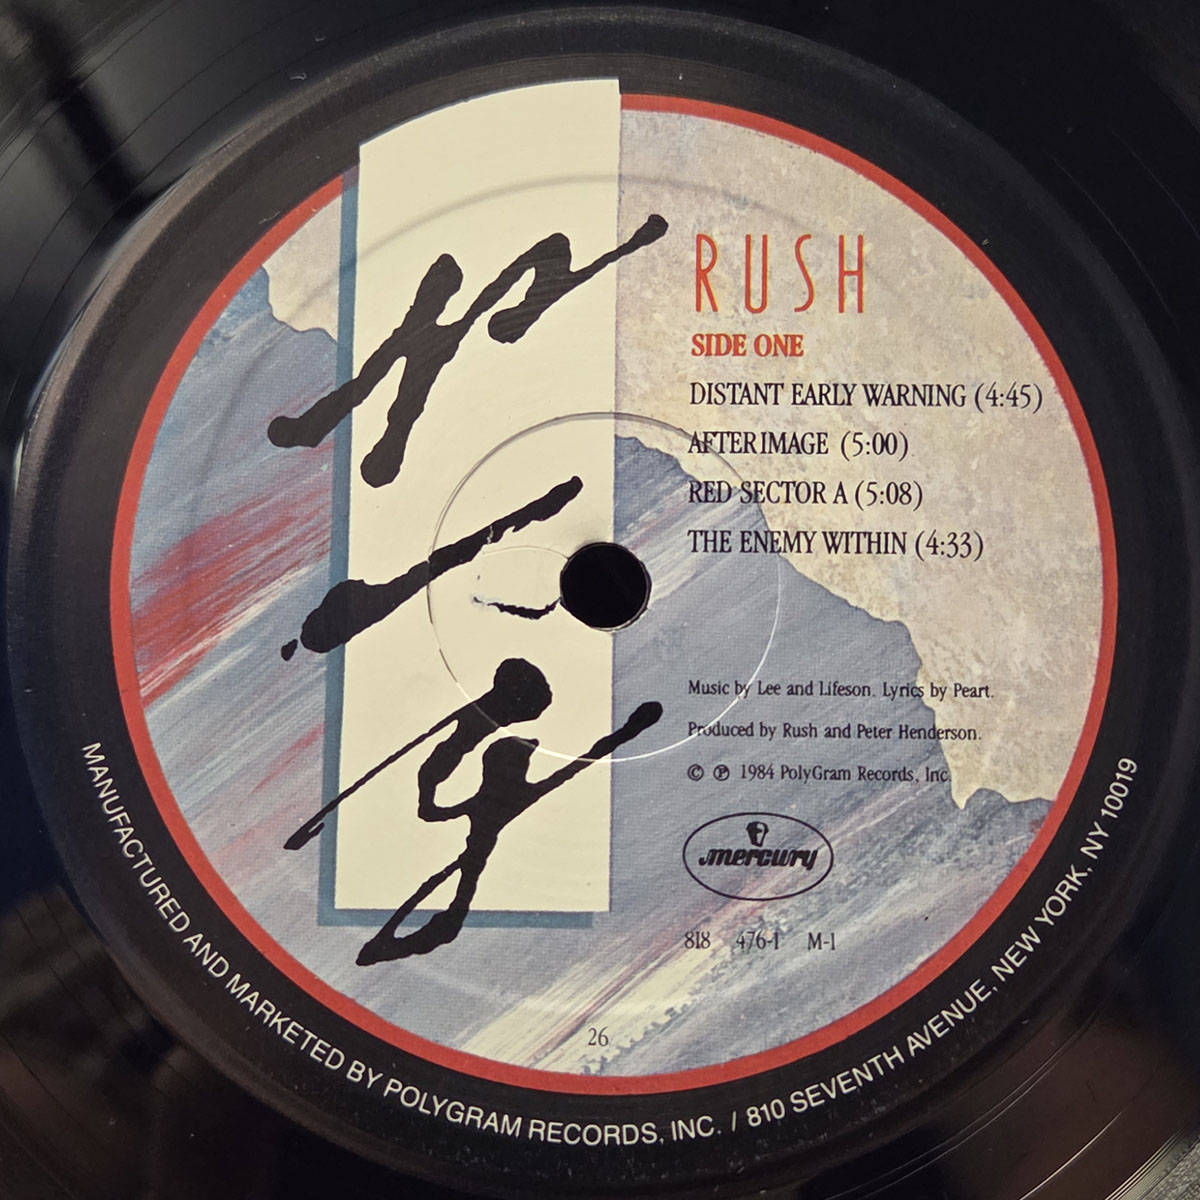 RUSH
SIDE ONE
DISTANT EARLY WARNING (4:45)
AFTERIMAGE (5:00)
RED SECTOR A (5:08)
THE ENEMY WITHIN (4:33)
Music by Lee and Lifeson. Lyrics by Peart.
Produced by Rush and Peter Henderson.
© ℗ 1984 PolyGram Records, Inc.
mercury
818 476-1 M-1
26
MANUFACTURED AND MARKETED BY POLYGRAM RECORDS, INC. / 810 SEVENTH AVENUE, NEW YORK, NY 10019